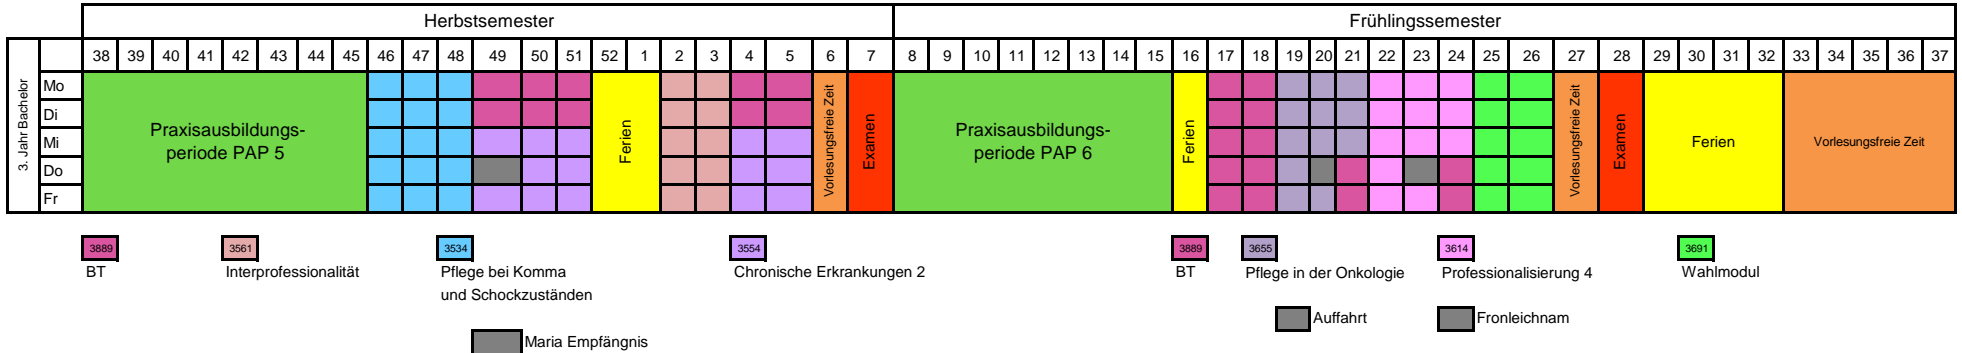 Herbstsemester Frühlingssemester
3. Jahr Bachelor
38 39 40 41 42 43 44 45 46 47 48 49 50 51 52 1 2 3 4 5 6 7 8 9 10 11 12 13 14 15 16 17 18 19 20 21 22 23 24 25 26 27 28 29 30 31 32 33 34 35 36 37
Mo
Di
Mi
Do
Fr
Praxisausbildungs-
periode PAP 5
Ferien
Vorlesungsfreie Zeit
Examen
Praxisausbildungs-
periode PAP 6
Ferien
Vorlesungsfreie Zeit
Examen
Ferien
Vorlesungsfreie Zeit
3889 3561 3534 3554 3889 3655 3614 3691
BT Interprofessionalität Pflege bei Komma Chronische Erkrankungen 2 BT Pflege in der Onkologie Professionalisierung 4 Wahlmodul
und Schockzuständen
Auffahrt Fronleichnam
Maria Empfängnis